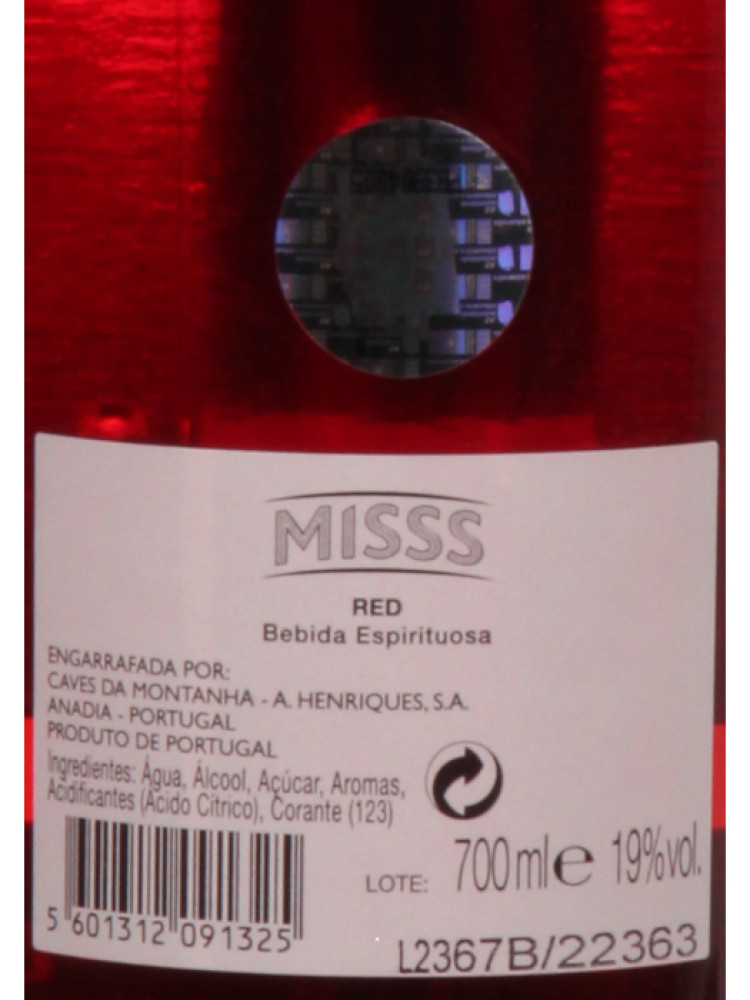 MISSS
RED
Bebida Espirituosa
ENGARRAFADA POR:
CAVES DA MONTANHA - A. HENRIQUES, S.A.
ANADIA - PORTUGAL
PRODUTO DE PORTUGAL
Ingredientes: Água, Álcool, Açúcar, Aromas,
Acidificantes (Ácido Cítrico), Corante (123)
LOTE: 700ml e 19%vol.
5 601312 091325
L2367B/22363